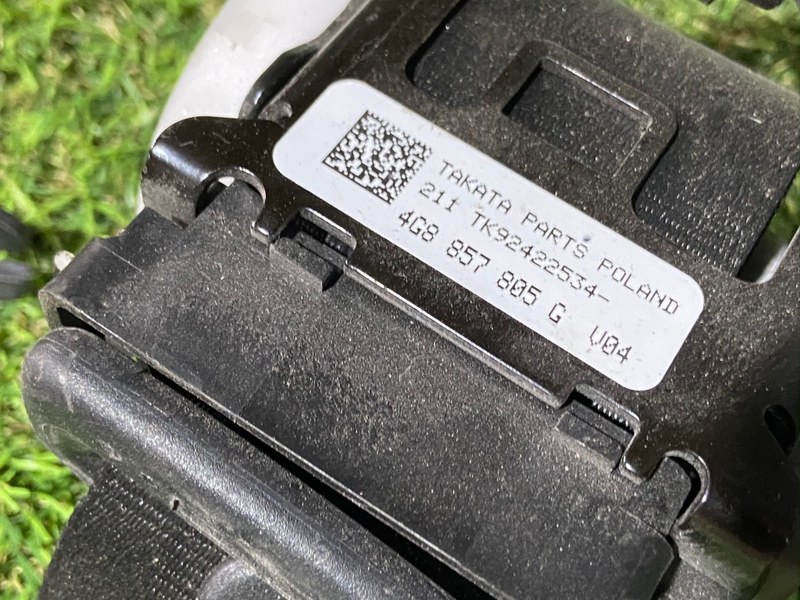 TAKATA PARTS POLAND
211 TK92422534-
4G8 857 805 G V04